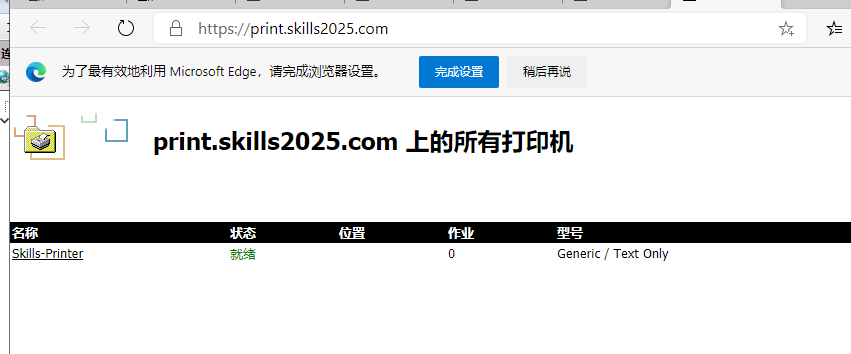 https://print.skills2025.com
为了最有效地利用 Microsoft Edge，请完成浏览器设置。 完成设置 稍后再说
print.skills2025.com 上的所有打印机
名称 状态 位置 作业 型号
Skills-Printer 就绪 0 Generic / Text Only